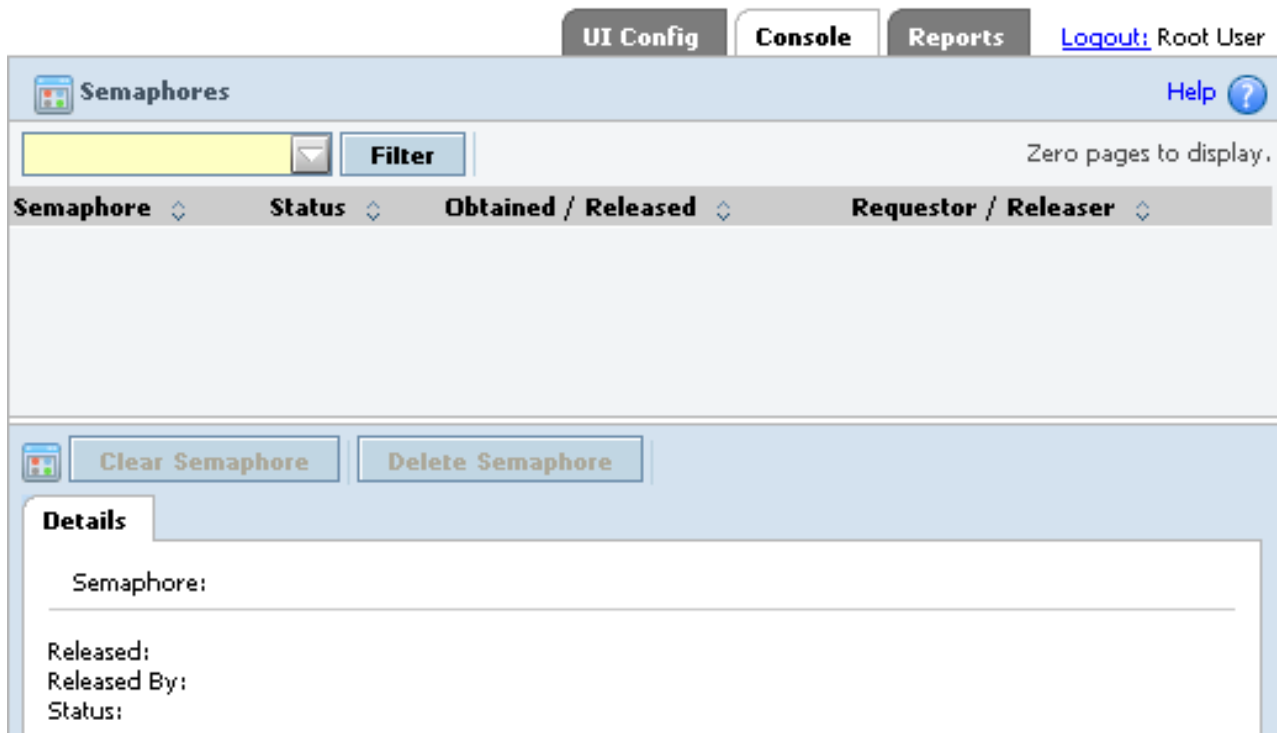 UI Config Console Reports Logout: Root User
Semaphores Help ?
Filter Zero pages to display.
Semaphore Status Obtained / Released Requestor / Releaser
Clear Semaphore Delete Semaphore
Details
Semaphore:
Released:
Released By:
Status: